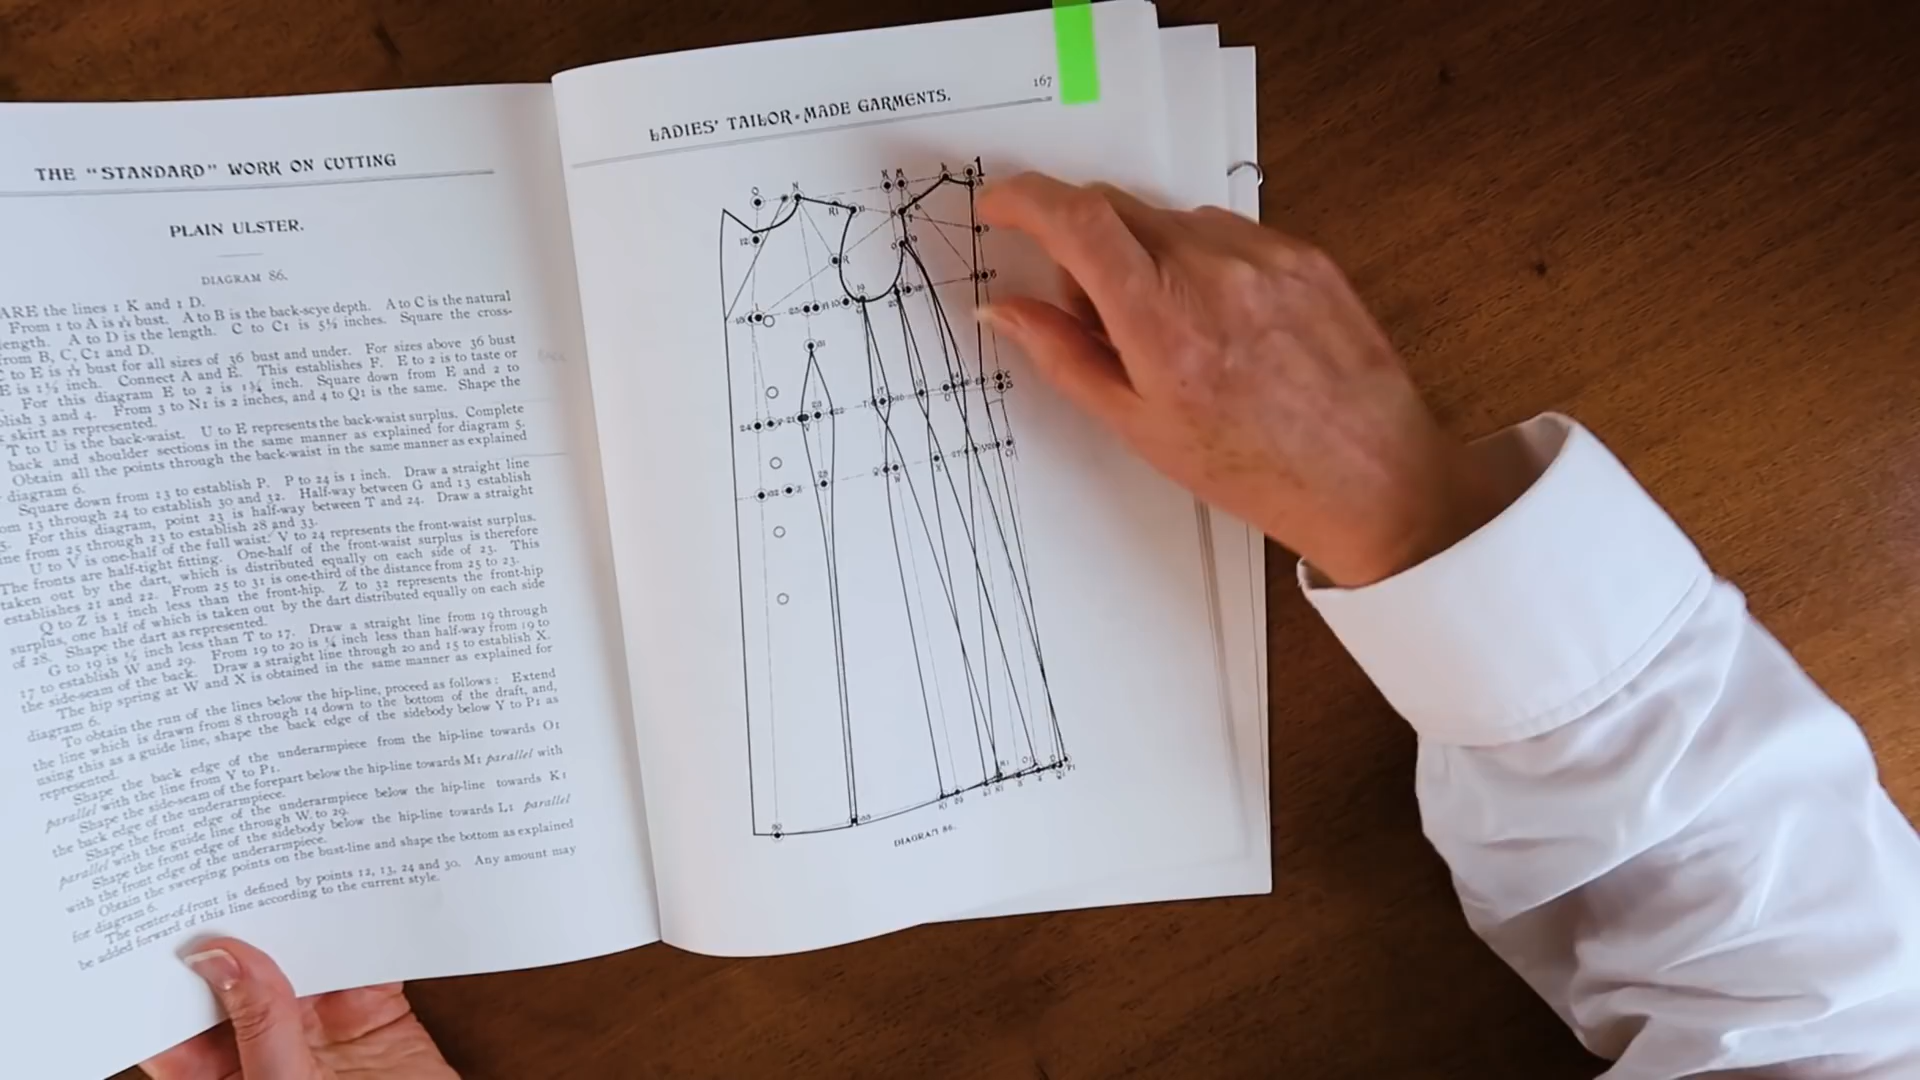 THE "STANDARD" WORK ON CUTTING
PLAIN ULSTER.
DIAGRAM 86.
ARE the lines 1 K and 1 D.
From 1 to A is bust. A to B is the back-scye depth. A to C is the natural
length. A to D is the length. C to C1 is 5½ inches. Square the cross-
from B, C, C1 and D.
C to E is bust for all sizes of 36 bust and under. For sizes above 36 bust
E is 1½ inch. Connect A and E. This establishes F. E to 2 is to taste or
For this diagram E to 2 is 1¾ inch. Square down from E and 2 to
blish 3 and 4. From 3 to N1 is 2 inches, and 4 to Q1 is the same. Shape the
skirt as represented.
T to U is the back-waist. U to E represents the back-waist surplus. Complete
back and shoulder sections in the same manner as explained for diagram 5.
Obtain all the points through the back-waist in the same manner as explained
diagram 6.
Square down from 13 to establish P. P to 24 is 1 inch. Draw a straight line
om 13 through 24 to establish 30 and 32. Half-way between G and 13 establish
5. For this diagram, point 23 is half-way between T and 24. Draw a straight
ine from 25 through 23 to establish 28 and 33.
U to V is one-half of the full waist. V to 24 represents the front-waist surplus.
The fronts are half-tight fitting. One-half of the front-waist surplus is therefore
taken out by the dart, which is distributed equally on each side of 23. This
establishes 21 and 22. From 25 to 31 is one-third of the distance from 25 to 23.
Q to Z is 1 inch less than the front-hip. Z to 32 represents the front-hip
surplus, one half of which is taken out by the dart distributed equally on each side
of 28. Shape the dart as represented.
G to 19 is ½ inch less than T to 17. Draw a straight line from 19 through
17 to establish W and 29. From 19 to 20 is ¼ inch less than half-way from 19 to
the side-seam of the back. Draw a straight line through 20 and 15 to establish X.
The hip spring at W and X is obtained in the same manner as explained for
diagram 6.
To obtain the run of the lines below the hip-line, proceed as follows: Extend
the line which is drawn from 8 through 14 down to the bottom of the draft, and,
using this as a guide line, shape the back edge of the sidebody below Y to P1 as
represented.
Shape the back edge of the underarmpiece from the hip-line towards O1
parallel with the line from Y to P1.
Shape the side-seam of the forepart below the hip-line towards M1 parallel with
the back edge of the underarmpiece.
Shape the front edge of the underarmpiece below the hip-line towards K1
parallel with the guide line through W. to 29.
Shape the front edge of the sidebody below the hip-line towards L1 parallel
with the front edge of the underarmpiece.
Obtain the sweeping points on the bust-line and shape the bottom as explained
for diagram 6.
The center-of-front is defined by points 12, 13, 24 and 30. Any amount may
be added forward of this line according to the current style.
LADIES' TAILOR-MADE GARMENTS.
167
1
DIAGRAM 86.